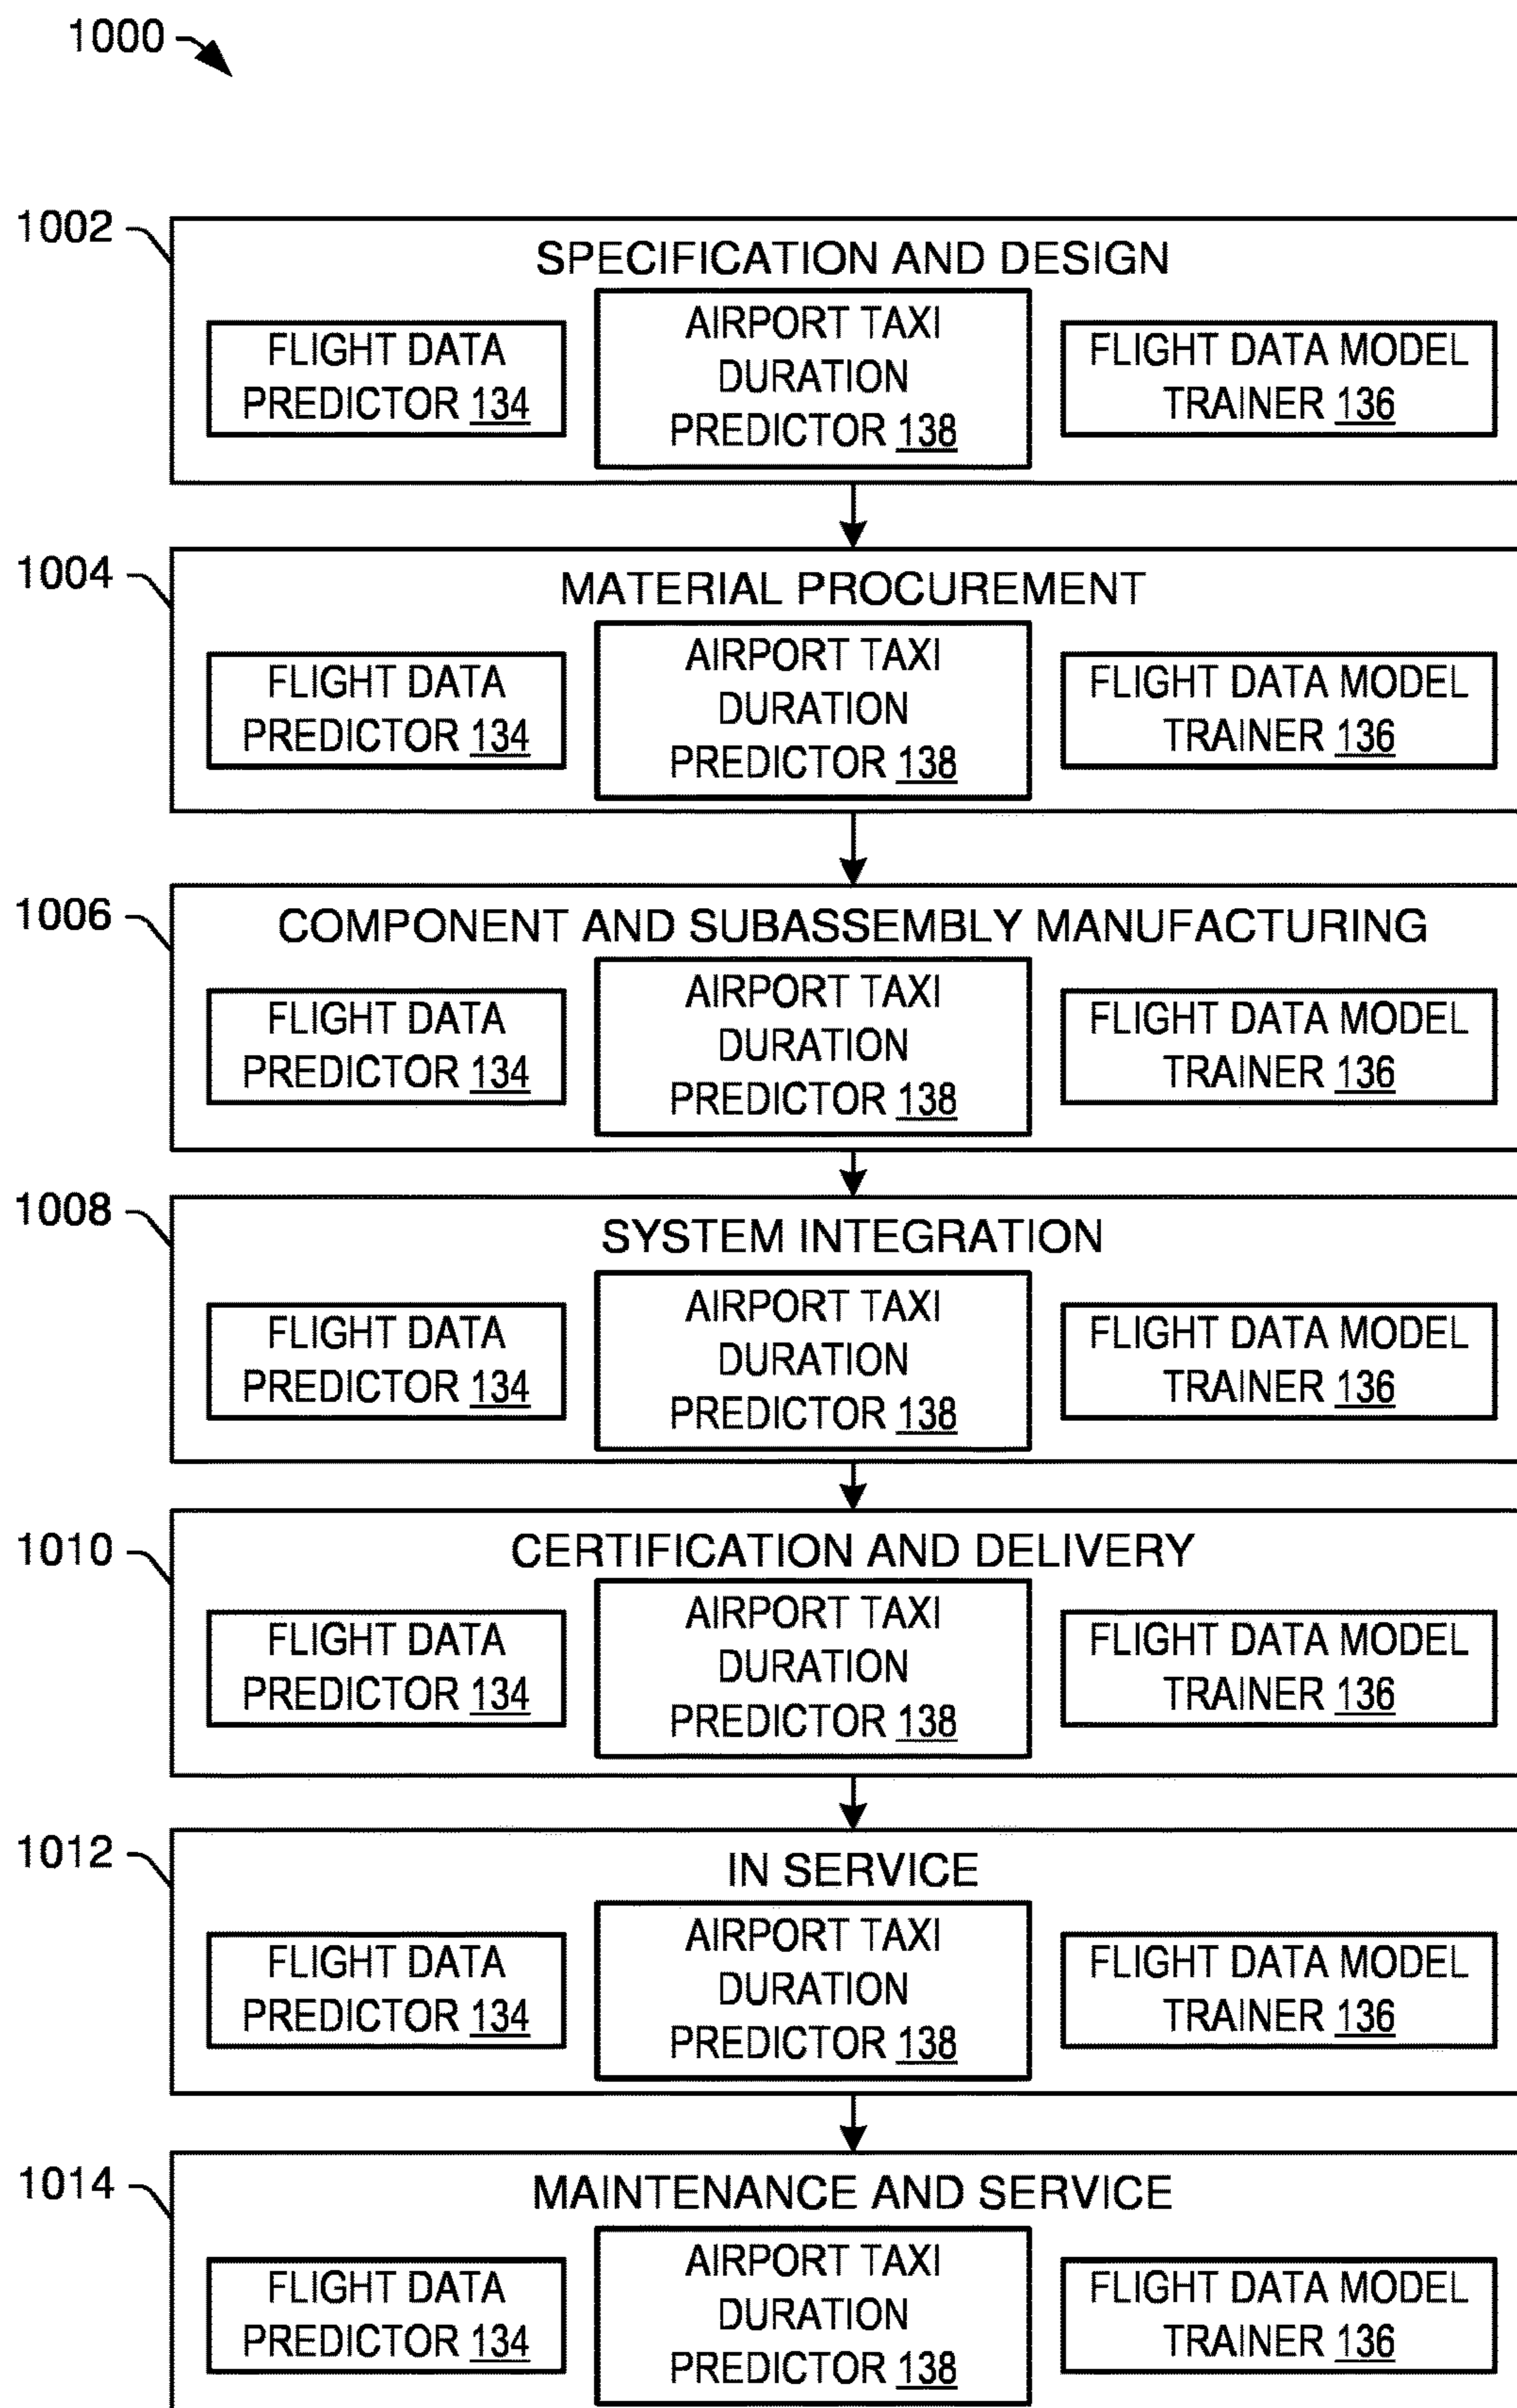 1000
1002
SPECIFICATION AND DESIGN
FLIGHT DATA
PREDICTOR 134
AIRPORT TAXI
DURATION
PREDICTOR 138
FLIGHT DATA MODEL
TRAINER 136
1004
MATERIAL PROCUREMENT
FLIGHT DATA
PREDICTOR 134
AIRPORT TAXI
DURATION
PREDICTOR 138
FLIGHT DATA MODEL
TRAINER 136
1006
COMPONENT AND SUBASSEMBLY MANUFACTURING
FLIGHT DATA
PREDICTOR 134
AIRPORT TAXI
DURATION
PREDICTOR 138
FLIGHT DATA MODEL
TRAINER 136
1008
SYSTEM INTEGRATION
FLIGHT DATA
PREDICTOR 134
AIRPORT TAXI
DURATION
PREDICTOR 138
FLIGHT DATA MODEL
TRAINER 136
1010
CERTIFICATION AND DELIVERY
FLIGHT DATA
PREDICTOR 134
AIRPORT TAXI
DURATION
PREDICTOR 138
FLIGHT DATA MODEL
TRAINER 136
1012
IN SERVICE
FLIGHT DATA
PREDICTOR 134
AIRPORT TAXI
DURATION
PREDICTOR 138
FLIGHT DATA MODEL
TRAINER 136
1014
MAINTENANCE AND SERVICE
FLIGHT DATA
PREDICTOR 134
AIRPORT TAXI
DURATION
PREDICTOR 138
FLIGHT DATA MODEL
TRAINER 136